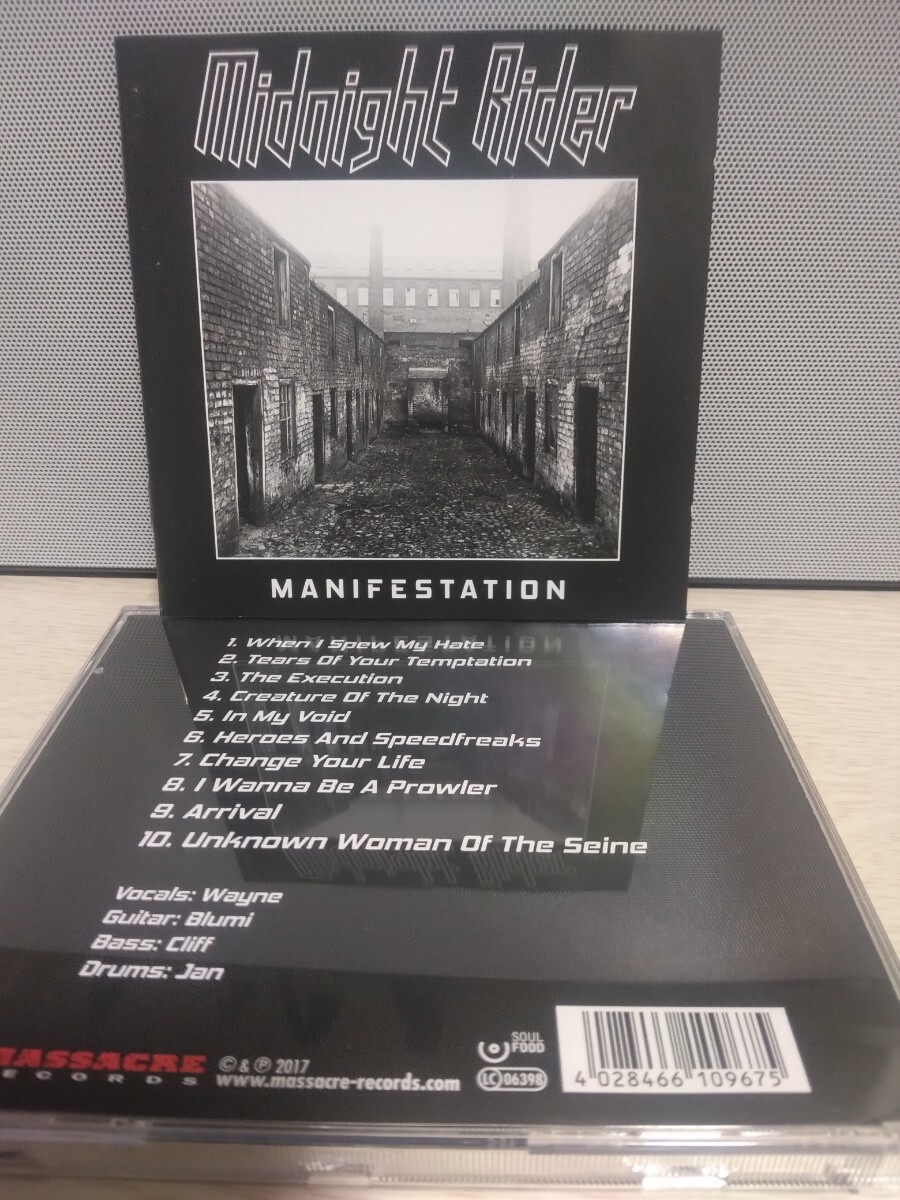 Midnight Rider
MANIFESTATION
1. When I Spew My Hate
2. Tears Of Your Temptation
3. The Execution
4. Creature Of The Night
5. In My Void
6. Heroes And Speedfreaks
7. Change Your Life
8. I Wanna Be A Prowler
9. Arrival
10. Unknown Woman Of The Seine
Vocals: Wayne
Guitar: Blumi
Bass: Cliff
Drums: Jan
MASSACRE
RECORDS
© & ℗ 2017
www.massacre-records.com
SOUL
FOOD
LC 06398
4 028466 109675